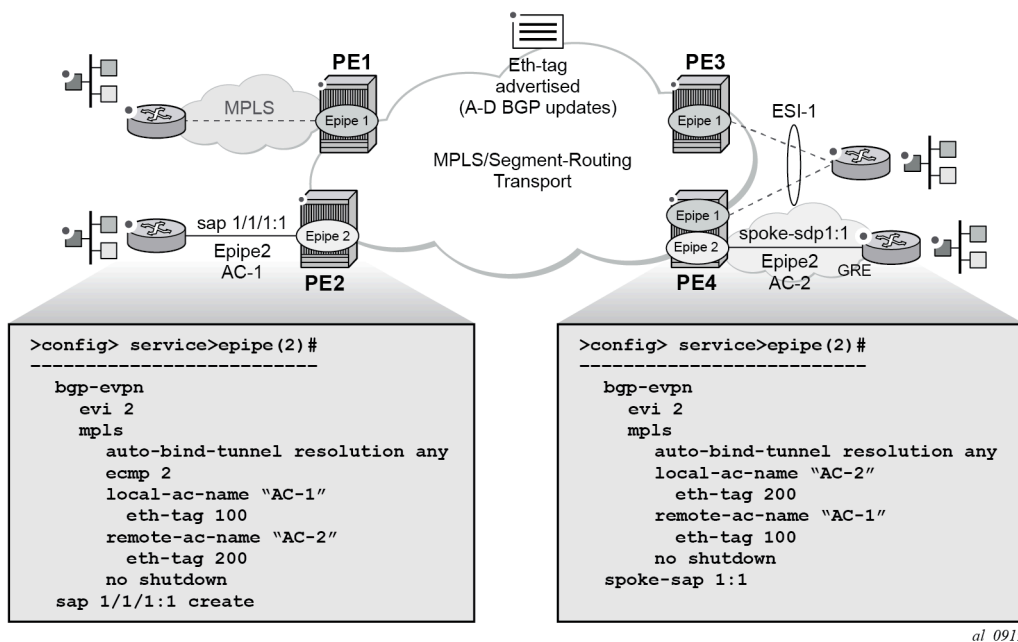 Eth-tag
advertised
(A-D BGP updates)
PE1
PE3
MPLS
Epipe 1
Epipe 1
ESI-1
MPLS/Segment-Routing
Transport
Epipe 1
sap 1/1/1:1
Epipe 2
Epipe2
AC-1
PE2
Epipe 2
spoke-sdp1:1
Epipe2
AC-2
GRE
PE4
>config> service>epipe(2)#
---------------------------
bgp-evpn
evi 2
mpls
auto-bind-tunnel resolution any
ecmp 2
local-ac-name “AC-1”
eth-tag 100
remote-ac-name “AC-2”
eth-tag 200
no shutdown
sap 1/1/1:1 create
>config> service>epipe(2)#
---------------------------
bgp-evpn
evi 2
mpls
auto-bind-tunnel resolution any
local-ac-name “AC-2”
eth-tag 200
remote-ac-name “AC-1”
eth-tag 100
no shutdown
spoke-sap 1:1